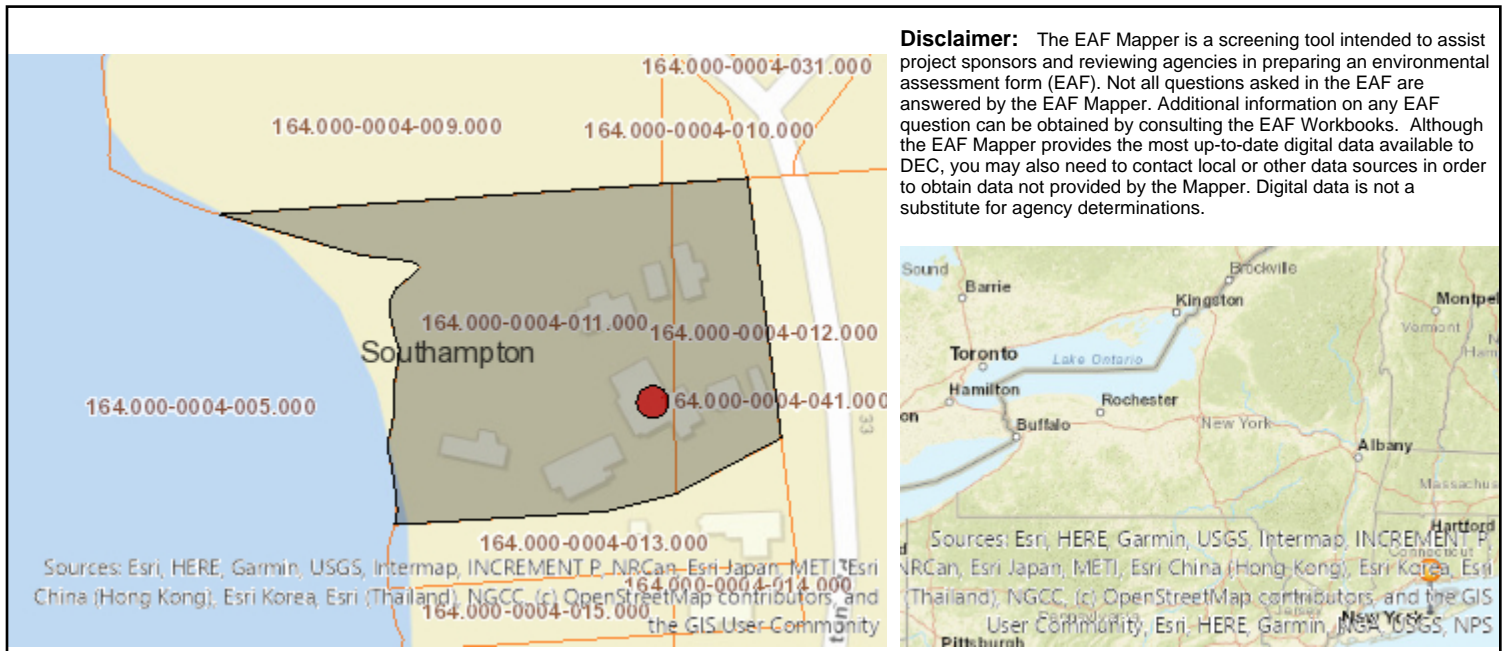 Disclaimer: The EAF Mapper is a screening tool intended to assist
project sponsors and reviewing agencies in preparing an environmental
assessment form (EAF). Not all questions asked in the EAF are
answered by the EAF Mapper. Additional information on any EAF
question can be obtained by consulting the EAF Workbooks. Although
the EAF Mapper provides the most up-to-date digital data available to
DEC, you may also need to contact local or other data sources in order
to obtain data not provided by the Mapper. Digital data is not a
substitute for agency determinations.
164.000-0004-031.000
164.000-0004-009.000
164.000-0004-010.000
164.000-0004-011.000
164.000-0004-012.000
Southampton
164.000-0004-005.000
164.000-0004-041.000
33
164.000-0004-013.000
164.000-0004-014.000
164.000-0004-015.000
Sources: Esri, HERE, Garmin, USGS, Intermap, INCREMENT P, NRCan, Esri Japan, METI, Esri
China (Hong Kong), Esri Korea, Esri (Thailand), NGCC, (c) OpenStreetMap contributors, and
the GIS User Community
Sound
Barrie
Brockville
Kingston
Montpel
Vermont
Toronto
Lake Ontario
Hamilton
Rochester
Buffalo
New York
Albany
Massachus
Hartford
Connecticut
Sources: Esri, HERE, Garmin, USGS, Intermap, INCREMENT P,
NRCan, Esri Japan, METI, Esri China (Hong Kong), Esri Korea, Esri
(Thailand), NGCC, (c) OpenStreetMap contributors, and the GIS
User Community, Esri, HERE, Garmin, NGA, USGS, NPS
Pennsylvania
New York
Pittsburgh